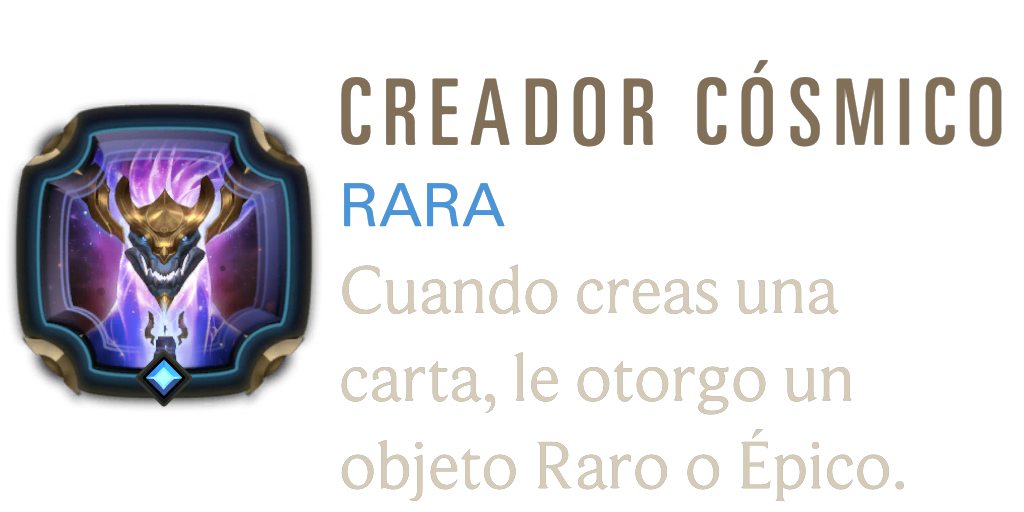 CREADOR CÓSMICO
RARA
Cuando creas una
carta, le otorgo un
objeto Raro o Épico.